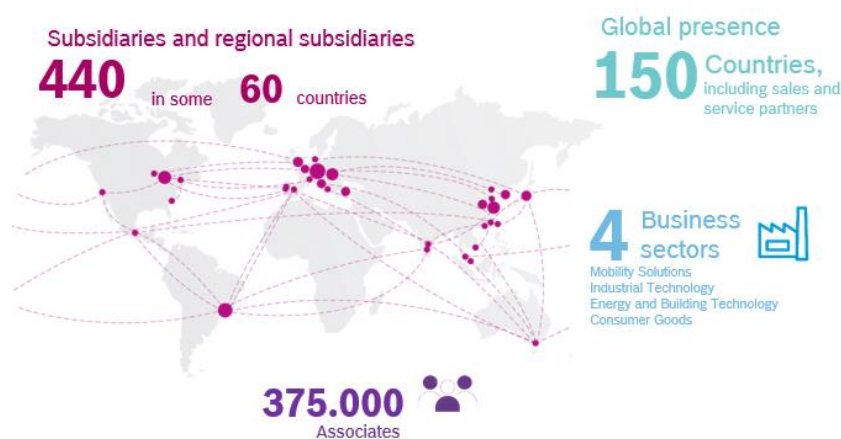 Subsidiaries and regional subsidiaries
440 in some 60 countries
Global presence
150 Countries,
including sales and
service partners
4 Business
sectors
Mobility Solutions
Industrial Technology
Energy and Building Technology
Consumer Goods
375.000
Associates